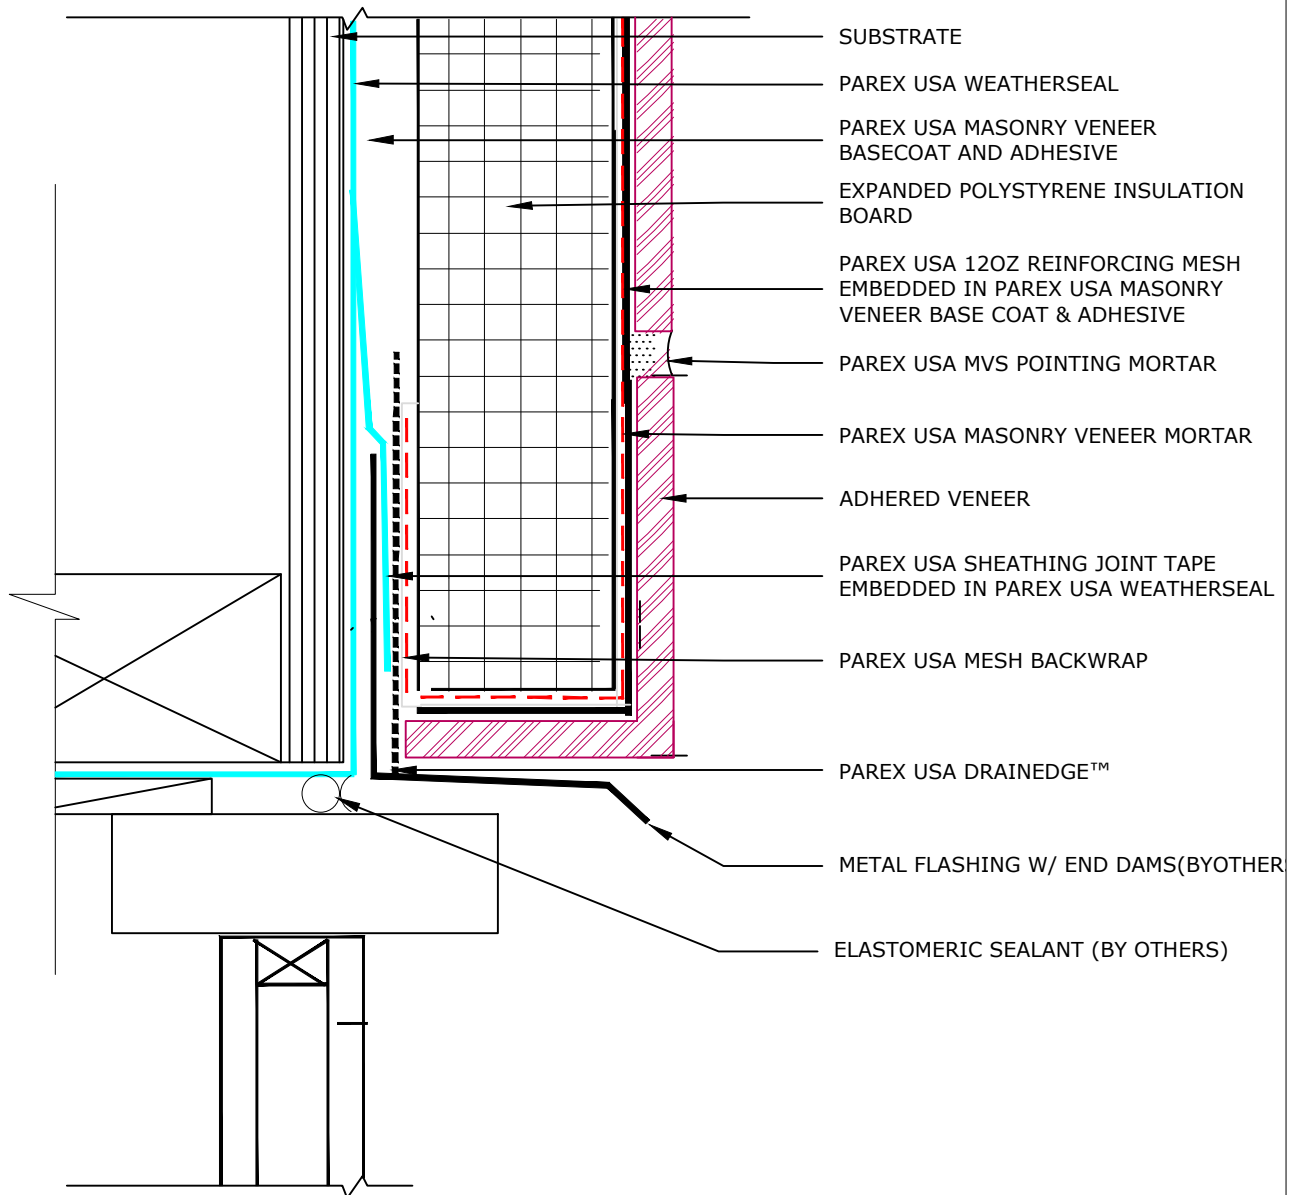 SUBSTRATE
PAREX USA WEATHERSEAL
PAREX USA MASONRY VENEER
BASECOAT AND ADHESIVE
EXPANDED POLYSTYRENE INSULATION
BOARD
PAREX USA 12OZ REINFORCING MESH
EMBEDDED IN PAREX USA MASONRY
VENEER BASE COAT & ADHESIVE
PAREX USA MVS POINTING MORTAR
PAREX USA MASONRY VENEER MORTAR
ADHERED VENEER
PAREX USA SHEATHING JOINT TAPE
EMBEDDED IN PAREX USA WEATHERSEAL
PAREX USA MESH BACKWRAP
PAREX USA DRAINEDGE™
METAL FLASHING W/ END DAMS(BYOTHER
ELASTOMERIC SEALANT (BY OTHERS)